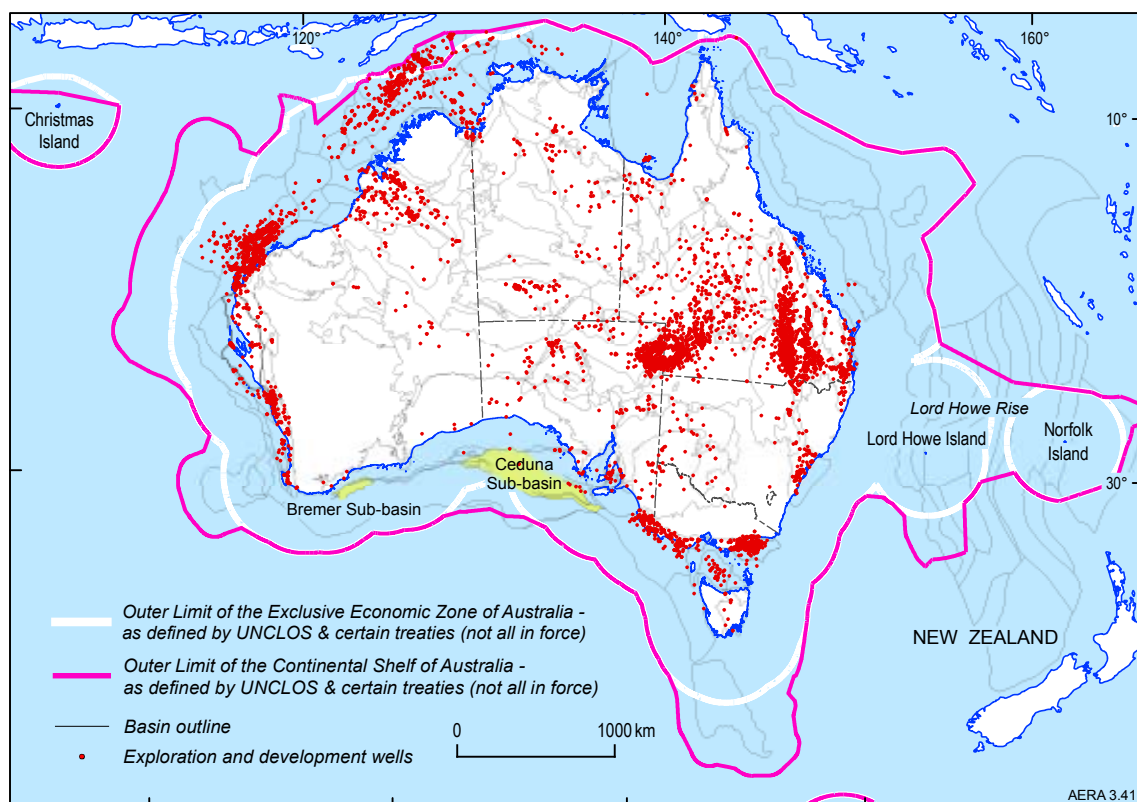 120°
140°
160°
Christmas
Island
10°
Lord Howe Rise
Lord Howe Island
Norfolk
Island
Ceduna
Sub-basin
30°
Bremer Sub-basin
NEW ZEALAND
Outer Limit of the Exclusive Economic Zone of Australia -
as defined by UNCLOS & certain treaties (not all in force)
Outer Limit of the Continental Shelf of Australia -
as defined by UNCLOS & certain treaties (not all in force)
0 1000 km
Basin outline
Exploration and development wells
AERA 3.41